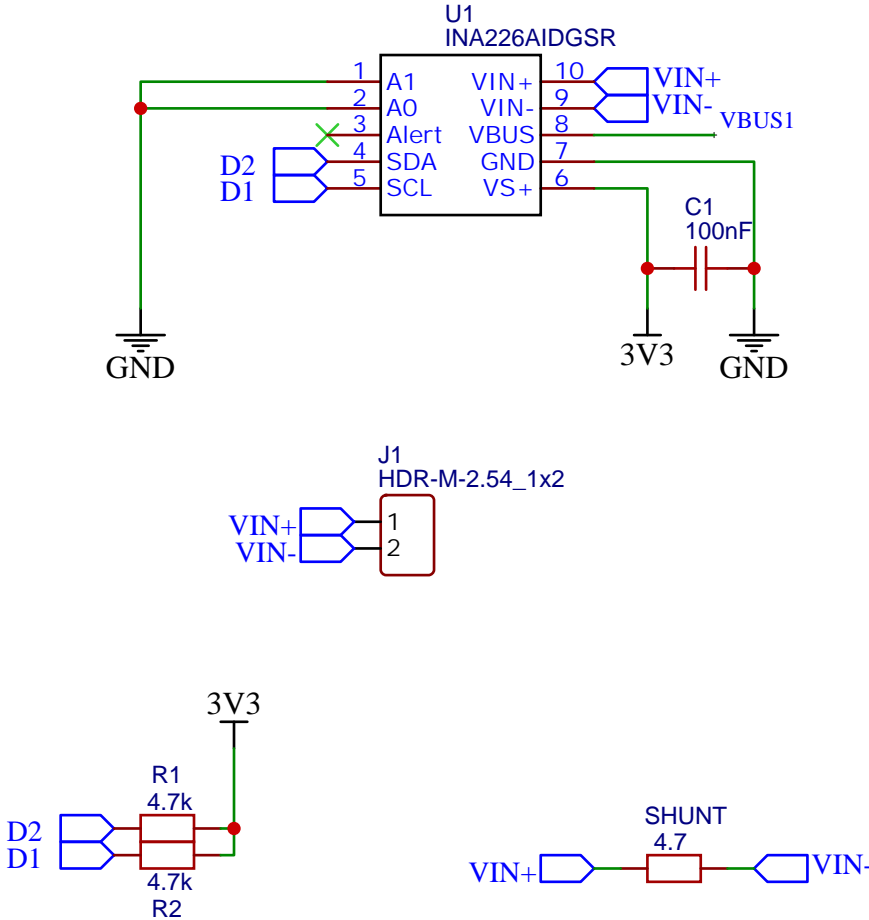 U1
INA226AIDGSR
1 A1 VIN+ 10 VIN+
2 A0 VIN- 9 VIN-
3 Alert VBUS 8 VBUS1
D2 4 SDA GND 7
D1 5 SCL VS+ 6
C1
100nF
GND 3V3 GND
J1
HDR-M-2.54_1x2
VIN+ 1
VIN- 2
3V3
R1
4.7k
D2
D1
4.7k
R2
SHUNT
4.7
VIN+ VIN-